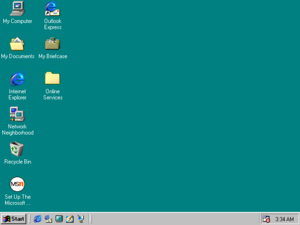 My Computer
Outlook
Express
My Documents
My Briefcase
Internet
Explorer
Online
Services
Network
Neighborhood
Recycle Bin
msn
Set Up The
Microsoft ...
Start
3:34 AM